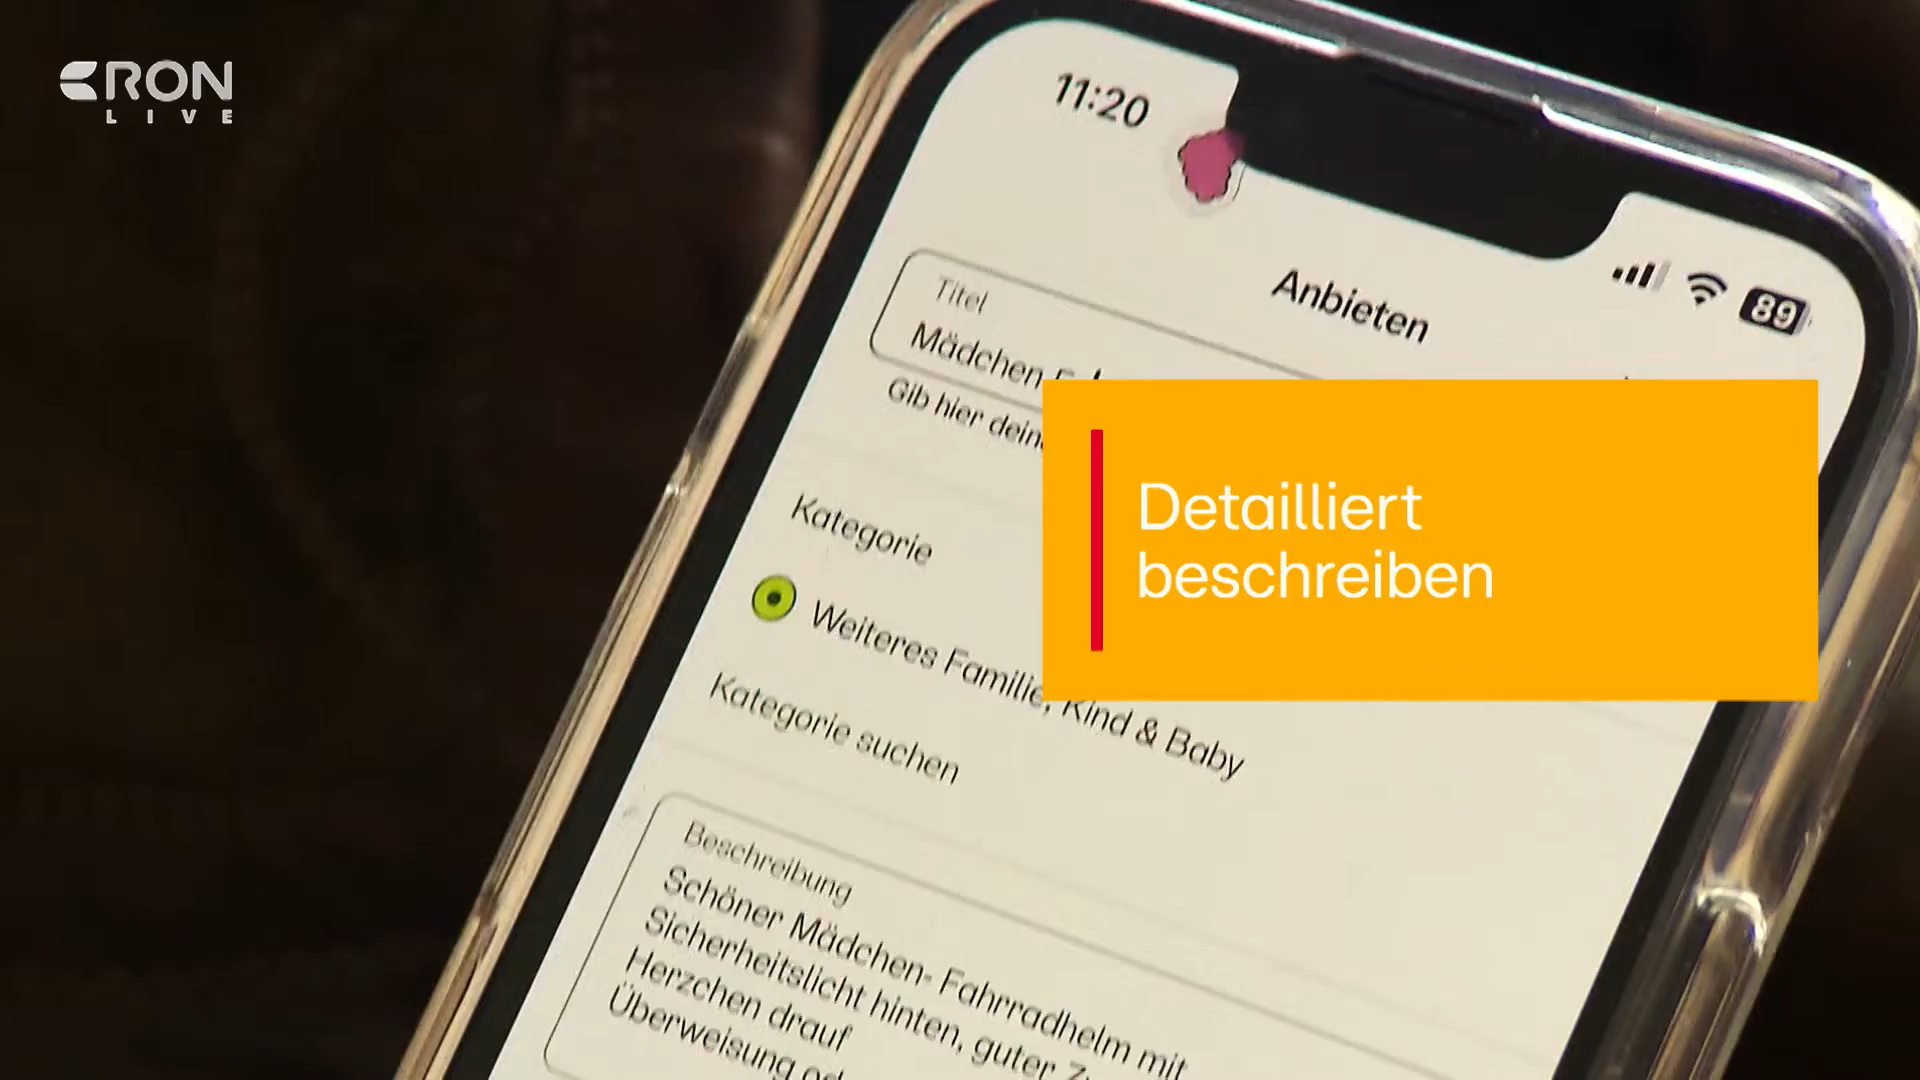 RON
LIVE
11:20
89
Anbieten
Titel
Mädchen
Gib hier
Kategorie
Weiteres Familie, Kind & Baby
Kategorie suchen
Detailliert
beschreiben
Beschreibung
Schöner Mädchen- Fahrradhelm mit
Sicherheitslicht hinten, guter
Herzchen drauf
Überweisung